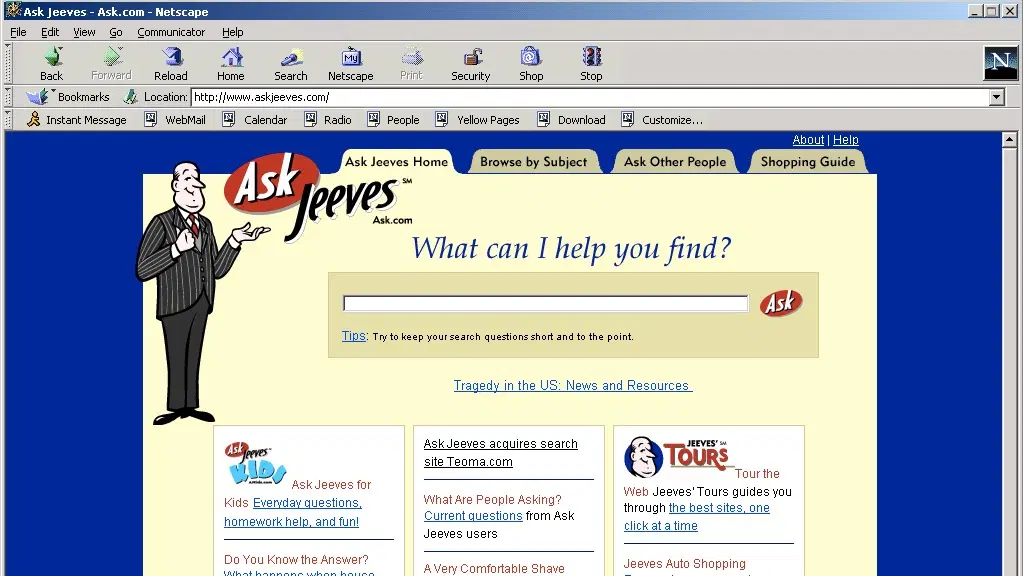 Ask Jeeves - Ask.com - Netscape
File Edit View Go Communicator Help
Back Forward Reload Home Search Netscape Print Security Shop Stop
My
N
Bookmarks Location: http://www.askjeeves.com/
Instant Message WebMail Calendar Radio People Yellow Pages Download Customize...
About | Help
Ask Jeeves Home Browse by Subject Ask Other People Shopping Guide
Ask Jeeves SM
Ask.com
What can I help you find?
Ask
Tips: Try to keep your search questions short and to the point.
Tragedy in the US: News and Resources
Ask Jeeves KIDS
Ask Jeeves for
Kids Everyday questions,
homework help, and fun!
Do You Know the Answer?
What happens when house
Ask Jeeves acquires search
site Teoma.com
What Are People Asking?
Current questions from Ask
Jeeves users
A Very Comfortable Shave
JEEVES' SM
TOURS
Tour the
Web Jeeves' Tours guides you
through the best sites, one
click at a time
Jeeves Auto Shopping